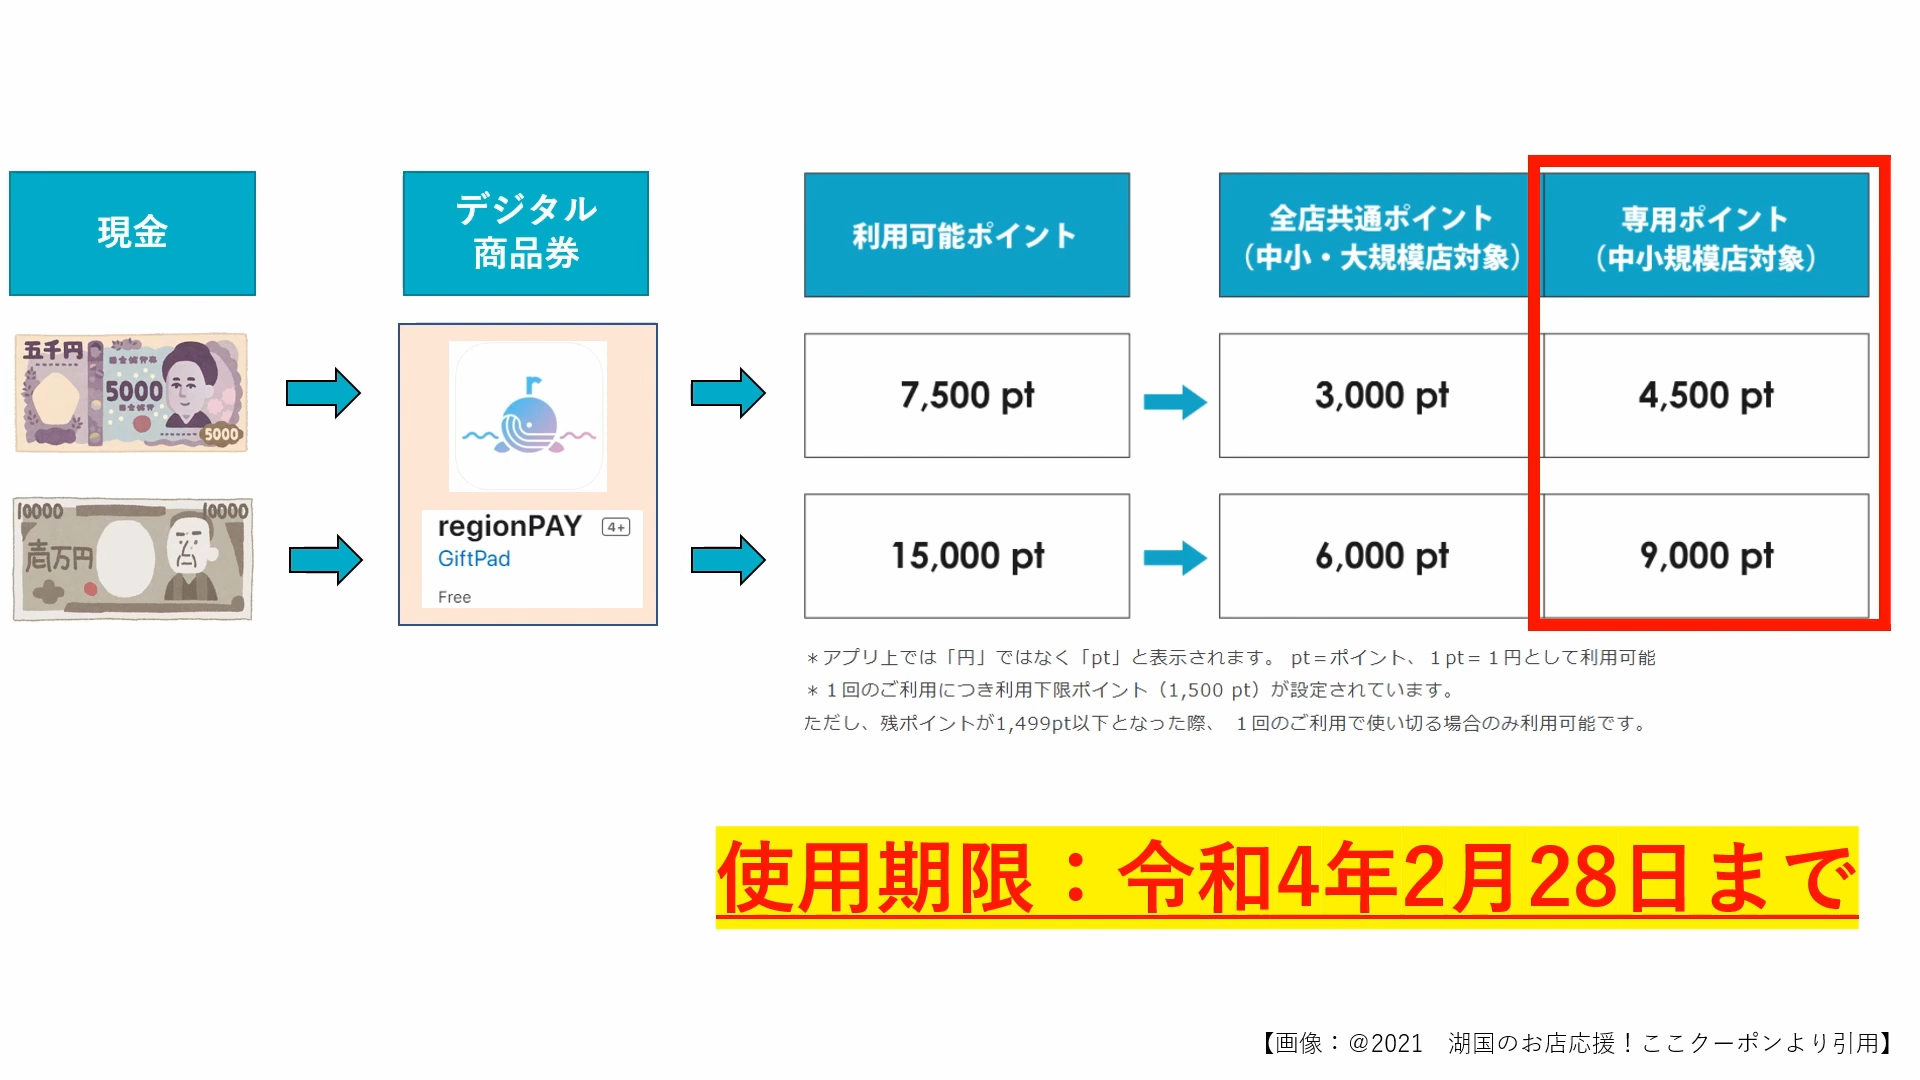 現金
デジタル
商品券
利用可能ポイント
全店共通ポイント
（中小・大規模店対象）
専用ポイント
（中小規模店対象）
五千円
5000
5000
7,500 pt
3,000 pt
4,500 pt
10000
10000
壱万円
regionPAY
4+
GiftPad
Free
15,000 pt
6,000 pt
9,000 pt
＊アプリ上では「円」ではなく「pt」と表示されます。 pt＝ポイント、１pt＝１円として利用可能
＊１回のご利用につき利用下限ポイント（1,500 pt）が設定されています。
ただし、残ポイントが1,499pt以下となった際、 １回のご利用で使い切る場合のみ利用可能です。
使用期限：令和4年2月28日まで
【画像：@2021　湖国のお店応援！ここクーポンより引用】